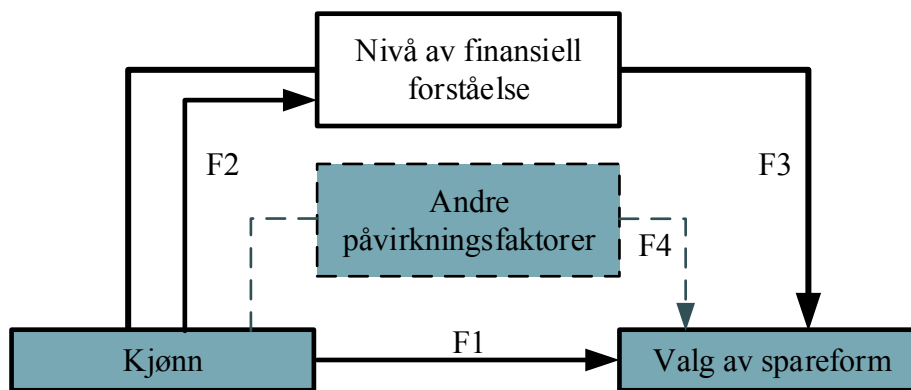 Nivå av finansiell
forståelse
F2
F3
Andre
påvirkningsfaktorer
F4
Kjønn
F1
Valg av spareform